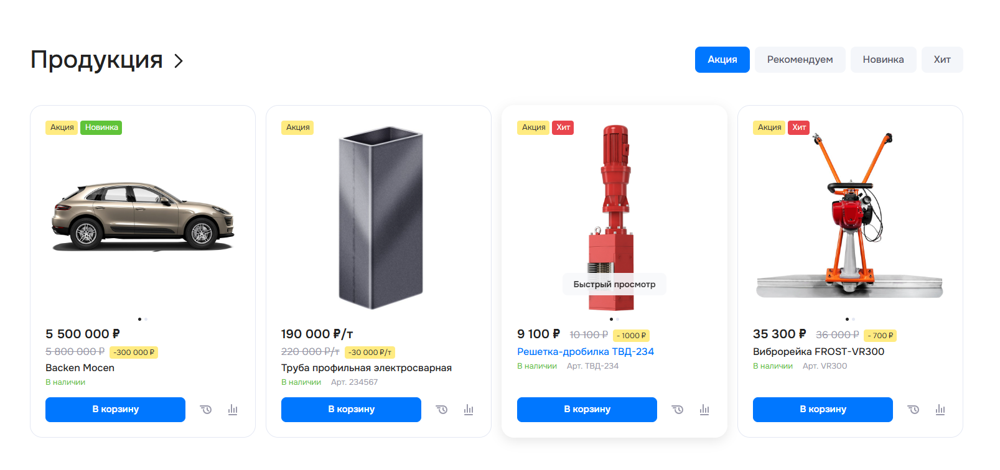 Продукция
Акция Рекомендуем Новинка Хит
Акция Новинка
5 500 000 ₽
5 800 000 ₽ -300 000 ₽
Backen Mocen
В наличии
В корзину
Акция
190 000 ₽/т
220 000 ₽/т -30 000 ₽/т
Труба профильная электросварная
В наличии Арт. 234567
В корзину
Акция Хит
Быстрый просмотр
9 100 ₽ 10 100 ₽ - 1000 ₽
Решетка-дробилка ТВД-234
В наличии Арт. ТВД-234
В корзину
Акция Хит
35 300 ₽ 36 000 ₽ - 700 ₽
Виброрейка FROST-VR300
В наличии Арт. VR300
В корзину